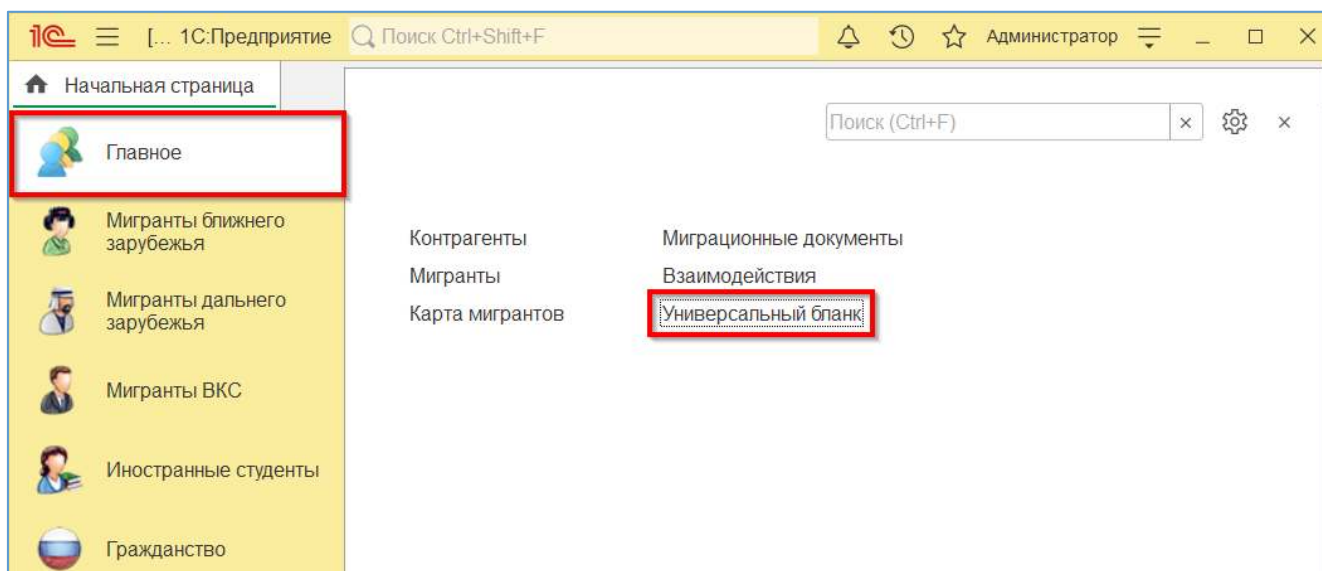 1С [... 1С:Предприятие Поиск Ctrl+Shift+F Администратор
Начальная страница
Поиск (Ctrl+F)
Главное
Мигранты ближнего
зарубежья
Контрагенты Миграционные документы
Мигранты Взаимодействия
Мигранты дальнего
зарубежья
Карта мигрантов Универсальный бланк
Мигранты ВКС
Иностранные студенты
Гражданство